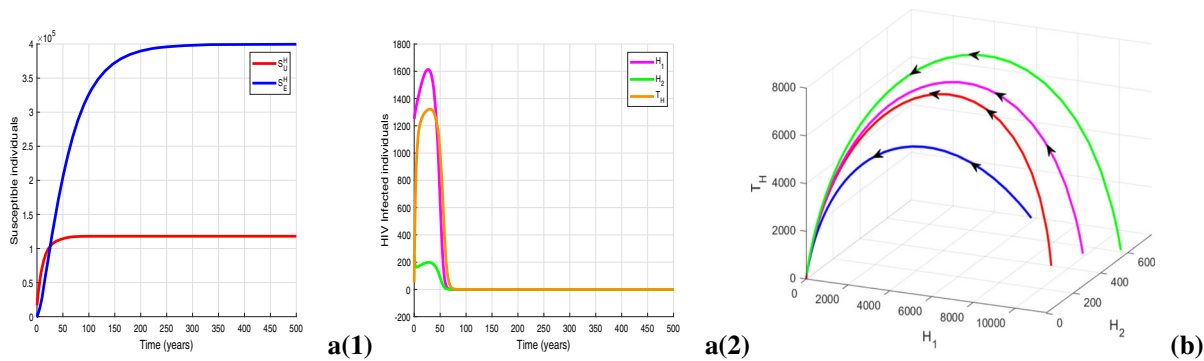 × 10^5
4
3.5
3
2.5
2
1.5
1
0.5
0
0 50 100 150 200 250 300 350 400 450 500
Time (years)
Susceptible individuals
S_U^H
S_E^H
a(1)
1800
1600
1400
1200
1000
800
600
400
200
0
-200
0 50 100 150 200 250 300 350 400 450 500
Time (years)
HIV Infected individuals
H_1
H_2
T_H
a(2)
8000
6000
4000
2000
0
T_H
0 2000 4000 6000 8000 10000
H_1
0 200 400 600
H_2
(b)